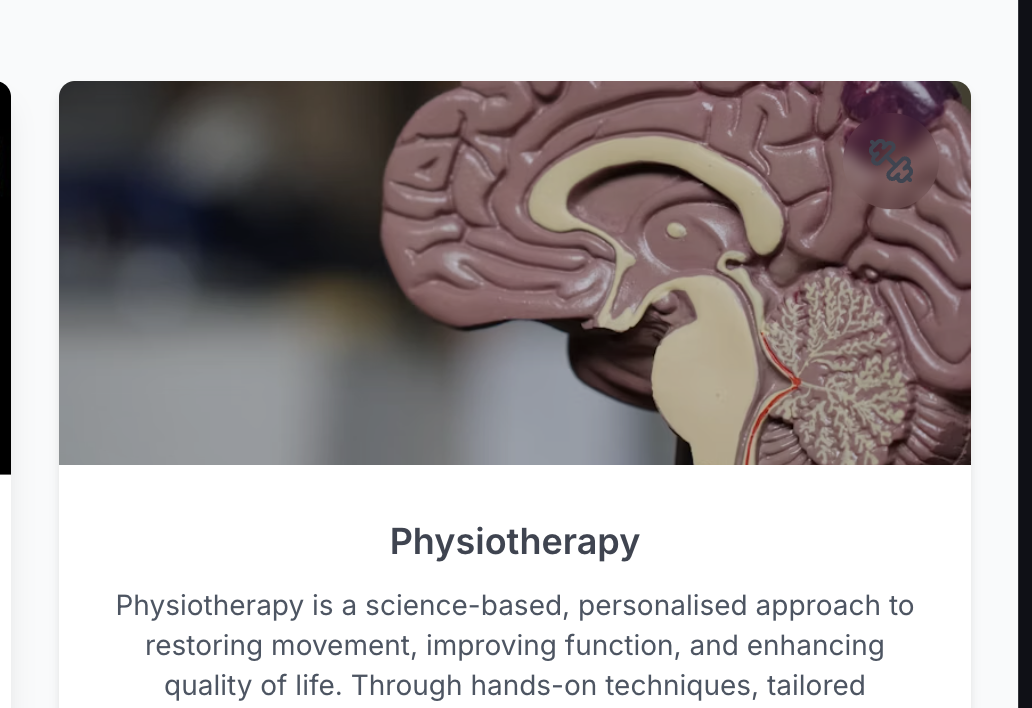 Physiotherapy
Physiotherapy is a science-based, personalised approach to
restoring movement, improving function, and enhancing
quality of life. Through hands-on techniques, tailored